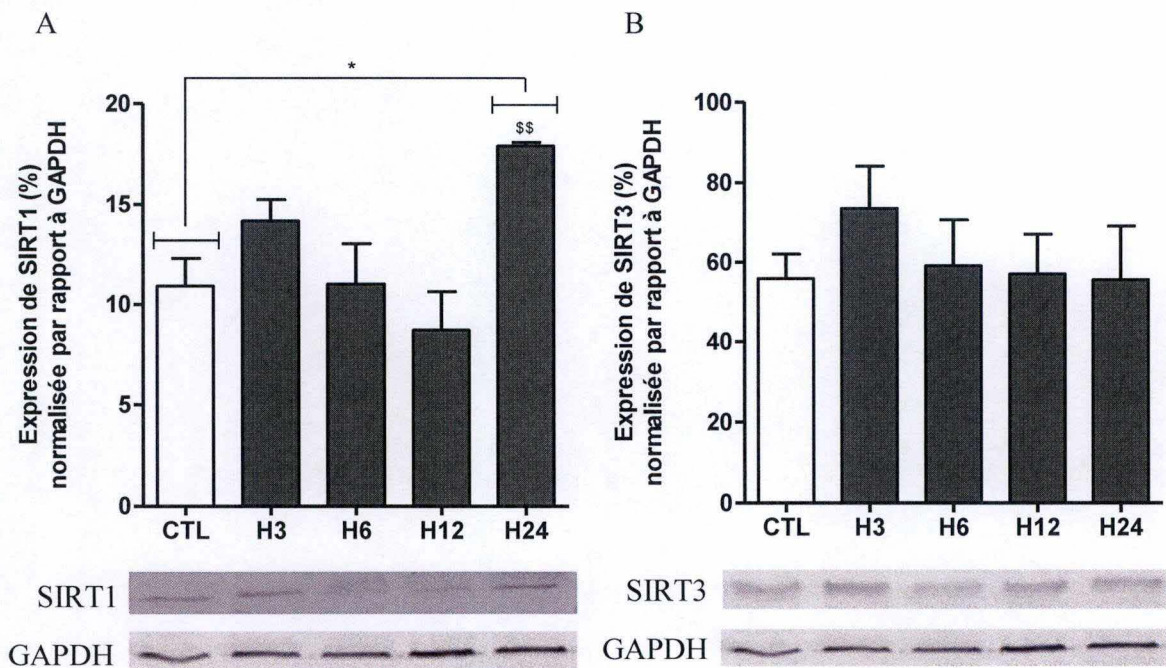 A
Expression de SIRT1 (%)
normalisée par rapport à GAPDH
20
15
10
5
0
*
$$
CTL H3 H6 H12 H24
SIRT1
GAPDH
B
Expression de SIRT3 (%)
normalisée par rapport à GAPDH
100
80
60
40
20
0
CTL H3 H6 H12 H24
SIRT3
GAPDH